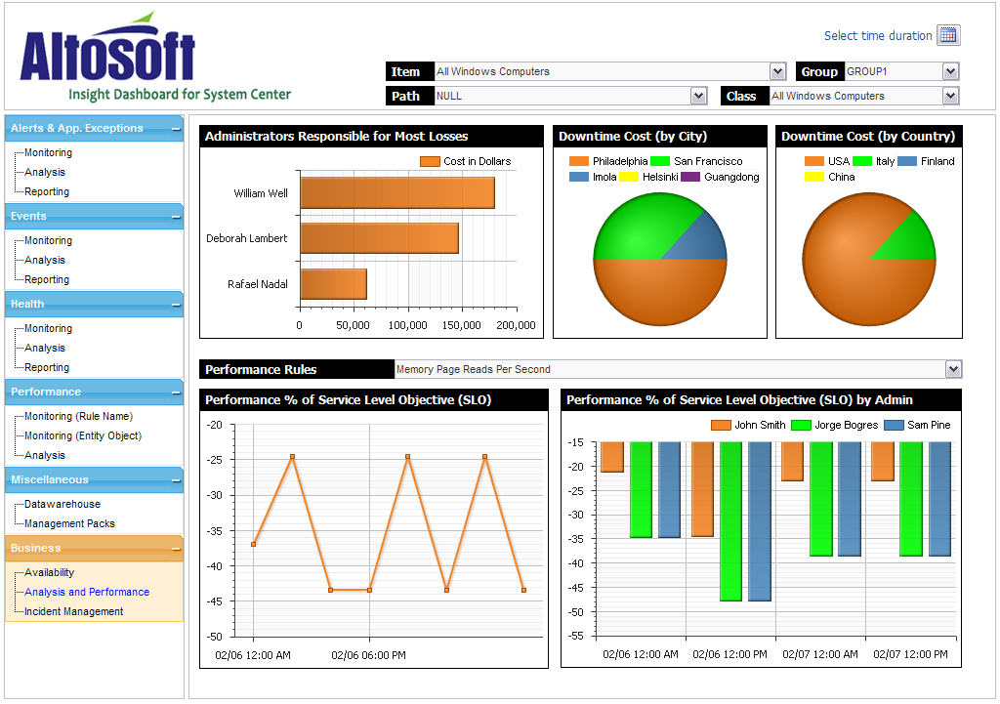 Altosoft
Insight Dashboard for System Center
Select time duration
Item All Windows Computers
Group GROUP1
Path NULL
Class All Windows Computers
Alerts & App. Exceptions
Monitoring
Analysis
Reporting
Events
Monitoring
Analysis
Reporting
Health
Monitoring
Analysis
Reporting
Performance
Monitoring (Rule Name)
Monitoring (Entity Object)
Analysis
Miscellaneous
Datawarehouse
Management Packs
Business
Availability
Analysis and Performance
Incident Management
Administrators Responsible for Most Losses
Cost in Dollars
William Well
Deborah Lambert
Rafael Nadal
0 50,000 100,000 150,000 200,000
Downtime Cost (by City)
Philadelphia San Francisco
Imola Helsinki Guangdong
Downtime Cost (by Country)
USA Italy Finland
China
Performance Rules Memory Page Reads Per Second
Performance % of Service Level Objective (SLO)
-20
-25
-30
-35
-40
-45
-50
02/06 12:00 AM 02/06 06:00 PM
Performance % of Service Level Objective (SLO) by Admin
John Smith Jorge Bogres Sam Pine
-15
-20
-25
-30
-35
-40
-45
-50
-55
02/06 12:00 AM 02/06 12:00 PM 02/07 12:00 AM 02/07 12:00 PM